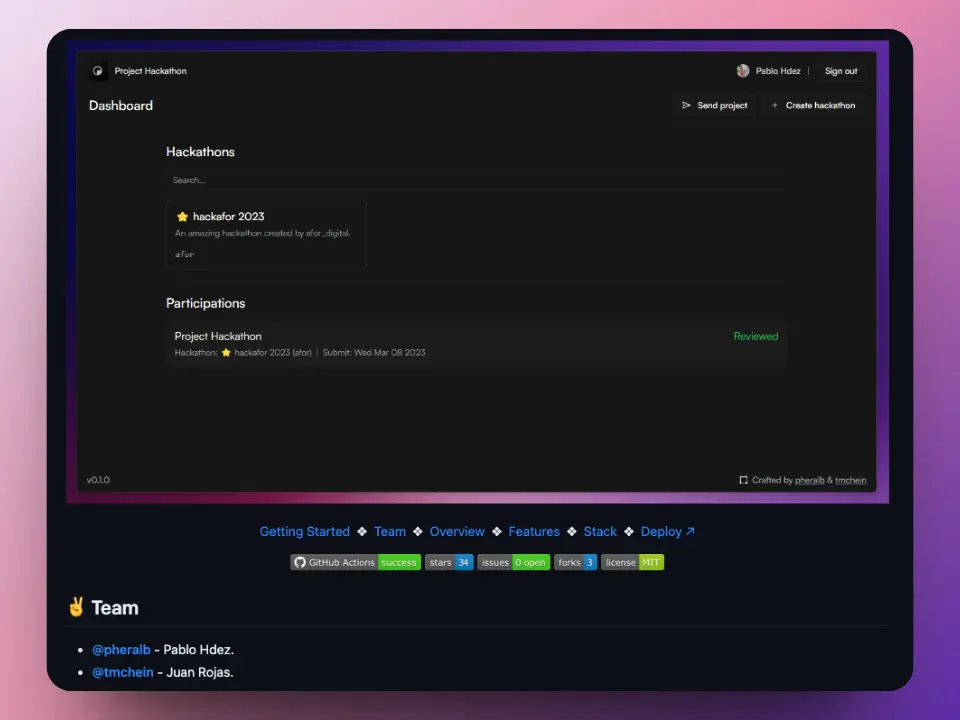 Project Hackathon
Pablo Hdez | Sign out
Dashboard
Send project + Create hackathon
Hackathons
Search...
⭐ hackafor 2023
An amazing hackathon created by afor_digital.
afor
Participations
Project Hackathon
Reviewed
Hackathon: ⭐ hackafor 2023 (afor) | Submit: Wed Mar 08 2023
v0.1.0
Crafted by pheralb & tmchein
Getting Started ❖ Team ❖ Overview ❖ Features ❖ Stack ❖ Deploy ↗
GitHub Actions success stars 34 issues 0 open forks 3 license MIT
✌️ Team
• @pheralb - Pablo Hdez.
• @tmchein - Juan Rojas.